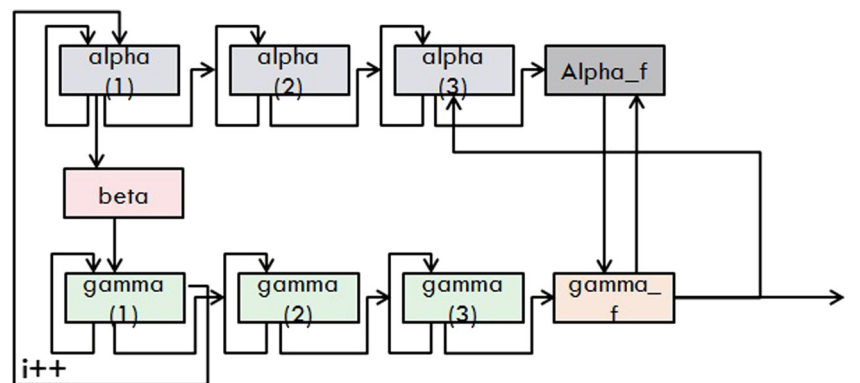 alpha
(1)
alpha
(2)
alpha
(3)
Alpha_f
beta
gamma
(1)
gamma
(2)
gamma
(3)
gamma_
f
i++